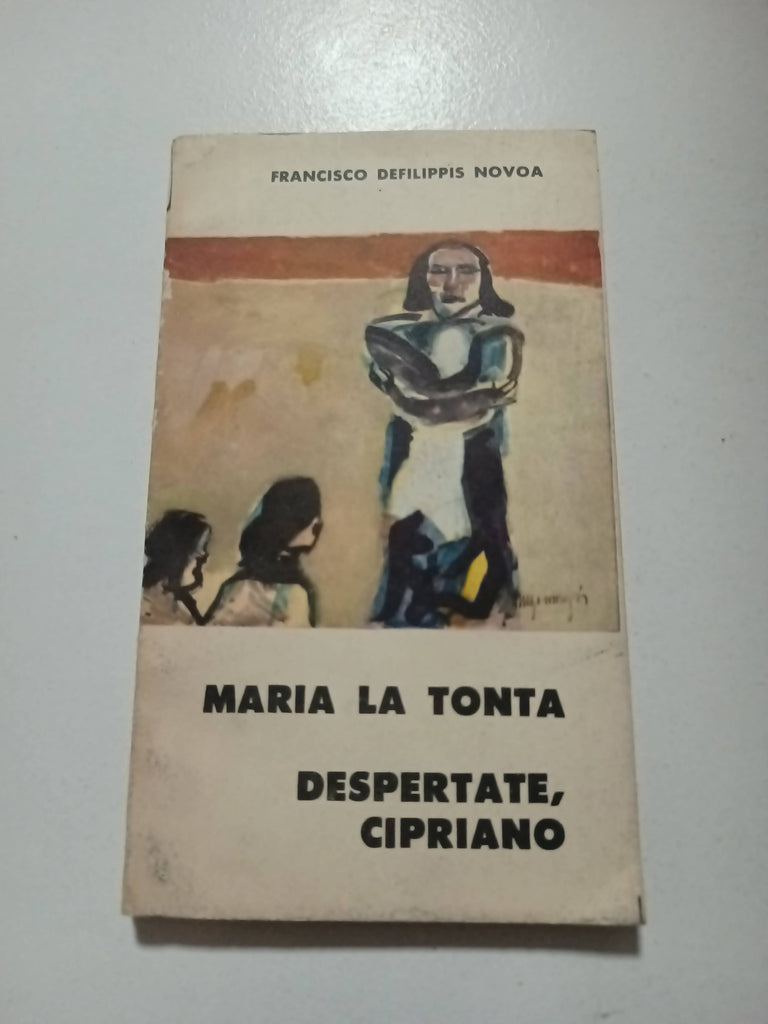 FRANCISCO DEFILIPPIS NOVOA
MARIA LA TONTA
DESPERTATE,
CIPRIANO